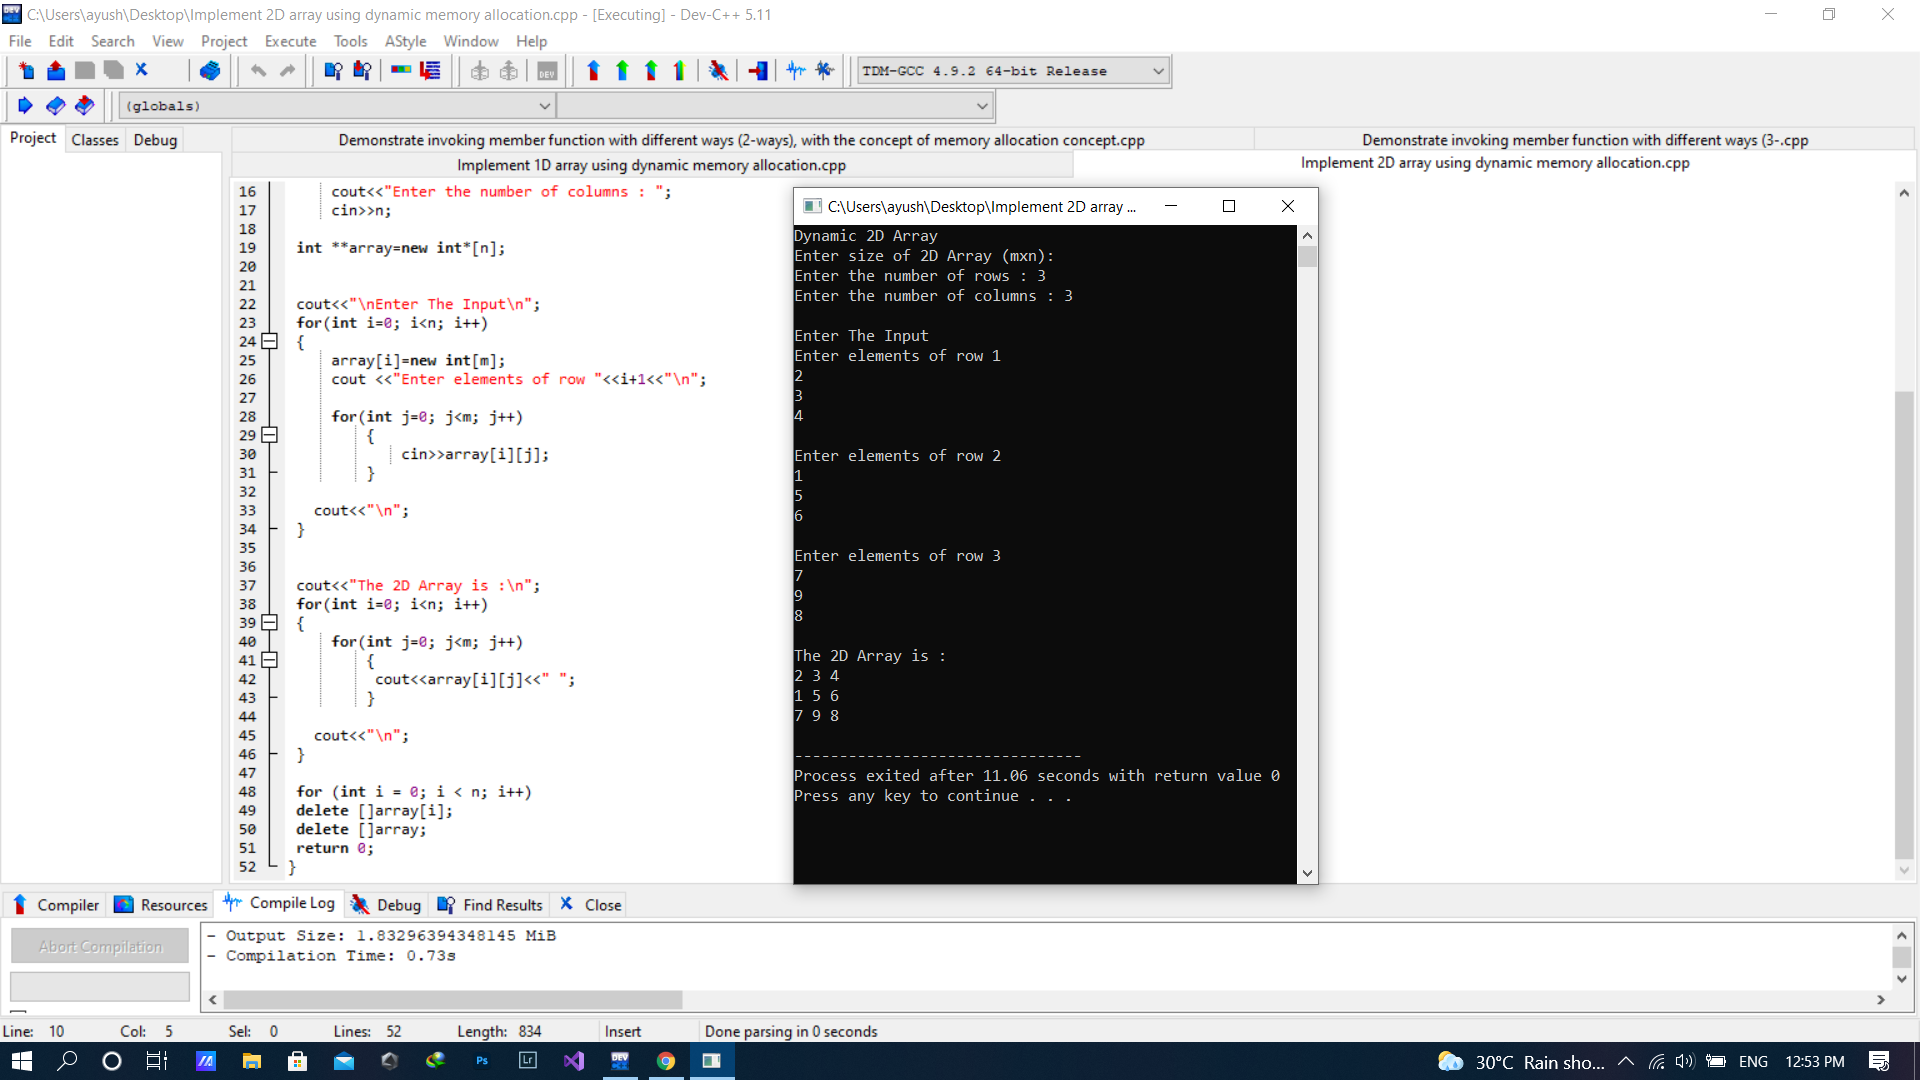 C:\Users\ayush\Desktop\Implement 2D array using dynamic memory allocation.cpp - [Executing] - Dev-C++ 5.11
File Edit Search View Project Execute Tools AStyle Window Help
TDM-GCC 4.9.2 64-bit Release
(globals)
Project Classes Debug
Demonstrate invoking member function with different ways (2-ways), with the concept of memory allocation concept.cpp
Demonstrate invoking member function with different ways (3-.cpp
Implement 1D array using dynamic memory allocation.cpp
Implement 2D array using dynamic memory allocation.cpp
16 cout<<"Enter the number of columns : ";
17 cin>>n;
18
19 int **array=new int*[n];
20
21
22 cout<<"\nEnter The Input\n";
23 for(int i=0; i<n; i++)
24 {
25 array[i]=new int[m];
26 cout <<"Enter elements of row "<<i+1<<"\n";
27
28 for(int j=0; j<m; j++)
29 {
30 cin>>array[i][j];
31 }
32
33 cout<<"\n";
34 }
35
36
37 cout<<"The 2D Array is :\n";
38 for(int i=0; i<n; i++)
39 {
40 for(int j=0; j<m; j++)
41 {
42 cout<<array[i][j]<<" ";
43 }
44
45 cout<<"\n";
46 }
47
48 for (int i = 0; i < n; i++)
49 delete []array[i];
50 delete []array;
51 return 0;
52 }
C:\Users\ayush\Desktop\Implement 2D array ...
Dynamic 2D Array
Enter size of 2D Array (mxn):
Enter the number of rows : 3
Enter the number of columns : 3
Enter The Input
Enter elements of row 1
2
3
4
Enter elements of row 2
1
5
6
Enter elements of row 3
7
9
8
The 2D Array is :
2 3 4
1 5 6
7 9 8
--------------------------------
Process exited after 11.06 seconds with return value 0
Press any key to continue . . .
Compiler Resources Compile Log Debug Find Results Close
Abort Compilation
- Output Size: 1.83296394348145 MiB
- Compilation Time: 0.73s
Line: 10 Col: 5 Sel: 0 Lines: 52 Length: 834 Insert Done parsing in 0 seconds
Ps Lr DEV 30°C Rain sho... ENG 12:53 PM